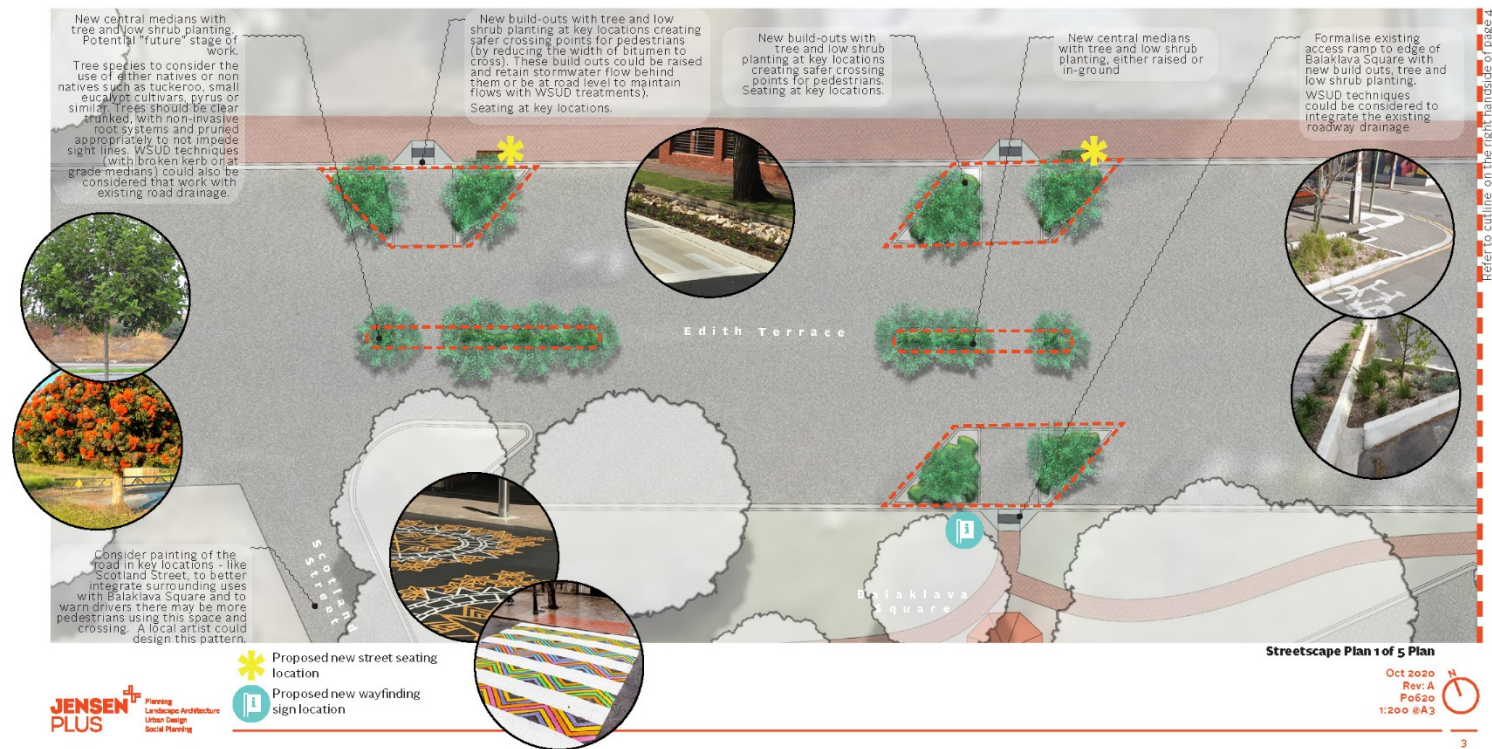 New central medians with
tree and low shrub planting.
Potential "future" stage of
work.
Tree species to consider the
use of either natives or non
natives such as tuckeroo, small
eucalypt cultivars, pyrus or
similar. Trees should be clear
trunked, with non-invasive
root systems and pruned
appropriately to not impede
sight lines. WSUD techniques
(with broken kerb or at
grade medians) could also be
considered that work with
existing road drainage.
New build-outs with tree and low
shrub planting at key locations creating
safer crossing points for pedestrians
(by reducing the width of bitumen to
cross). These build outs could be raised
and retain stormwater flow behind
them or be at road level to maintain
flows with WSUD treatments).
Seating at key locations.
New build-outs with
tree and low shrub
planting at key locations
creating safer crossing
points for pedestrians.
Seating at key locations.
New central medians
with tree and low shrub
planting, either raised or
in-ground
Formalise existing
access ramp to edge of
Balaklava Square with
new build outs, tree and
low shrub planting.
WSUD techniques
could be considered to
integrate the existing
roadway drainage
Refer to cutline on the right handside of page 4
Edith Terrace
Scotland
Street
Balaklava
Square
Consider painting of the
road in key locations - like
Scotland Street, to better
integrate surrounding uses
with Balaklava Square and to
warn drivers there may be more
pedestrians using this space and
crossing. A local artist could
design this pattern.
Proposed new street seating
location
i
Proposed new wayfinding
sign location
JENSEN
PLUS
Planning
Landscape Architecture
Urban Design
Social Planning
Streetscape Plan 1 of 5 Plan
Oct 2020
Rev: A
P0620
1:200 @A3
N
3